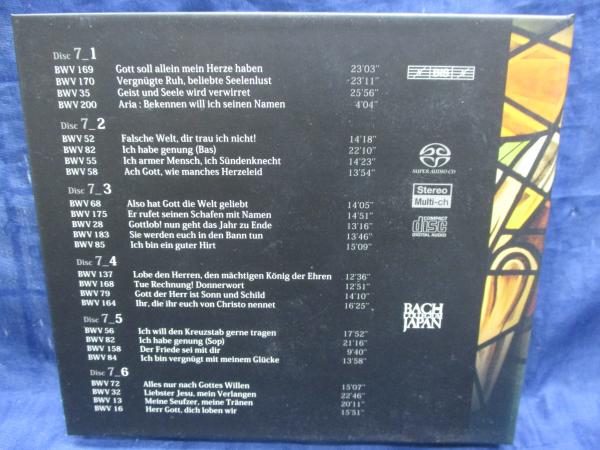 Disc 7_1
BWV 169 Gott soll allein mein Herze haben 23'03"
BWV 170 Vergnügte Ruh, beliebte Seelenlust 23'11"
BWV 35 Geist und Seele wird verwirret 25'56"
BWV 200 Aria : Bekennen will ich seinen Namen 4'04"
Disc 7_2
BWV 52 Falsche Welt, dir trau ich nicht! 14'18"
BWV 82 Ich habe genung (Bas) 22'10"
BWV 55 Ich armer Mensch, ich Sündenknecht 14'23"
BWV 58 Ach Gott, wie manches Herzeleid 13'54"
Disc 7_3
BWV 68 Also hat Gott die Welt geliebt 14'05"
BWV 175 Er rufet seinen Schafen mit Namen 14'51"
BWV 28 Gottlob! nun geht das Jahr zu Ende 13'16"
BWV 183 Sie werden euch in den Bann tun 13'46"
BWV 85 Ich bin ein guter Hirt 15'09"
Disc 7_4
BWV 137 Lobe den Herren, den mächtigen König der Ehren 12'36"
BWV 168 Tue Rechnung! Donnerwort 12'51"
BWV 79 Gott der Herr ist Sonn und Schild 14'10"
BWV 164 Ihr, die ihr euch von Christo nennet 16'25"
Disc 7_5
BWV 56 Ich will den Kreuzstab gerne tragen 17'52"
BWV 82 Ich habe genung (Sop) 21'16"
BWV 158 Der Friede sei mit dir 9'40"
BWV 84 Ich bin vergnügt mit meinem Glücke 13'58"
Disc 7_6
BWV 72 Alles nur nach Gottes Willen 15'07"
BWV 32 Liebster Jesu, mein Verlangen 22'46"
BWV 13 Meine Seufzer, meine Tränen 20'11"
BWV 16 Herr Gott, dich loben wir 15'51"
BIS
SUPER AUDIO CD
Stereo
Multi-ch
COMPACT
disc
DIGITAL AUDIO
BACH
COLLEGIUM
JAPAN